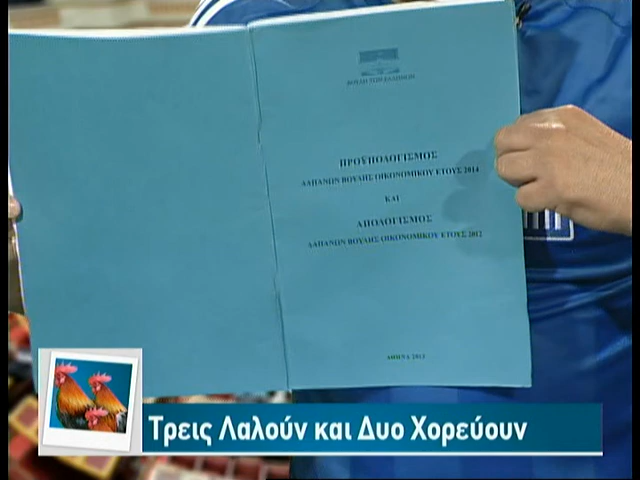 ΒΟΥΛΗ ΤΩΝ ΕΛΛΗΝΩΝ
ΠΡΟΫΠΟΛΟΓΙΣΜΟΣ
ΔΑΠΑΝΩΝ ΒΟΥΛΗΣ ΟΙΚΟΝΟΜΙΚΟΥ ΕΤΟΥΣ 2014
ΚΑΙ
ΑΠΟΛΟΓΙΣΜΟΣ
ΔΑΠΑΝΩΝ ΒΟΥΛΗΣ ΟΙΚΟΝΟΜΙΚΟΥ ΕΤΟΥΣ 2012
ΑΘΗΝΑ 2013
Τρεις Λαλούν και Δυο Χορεύουν